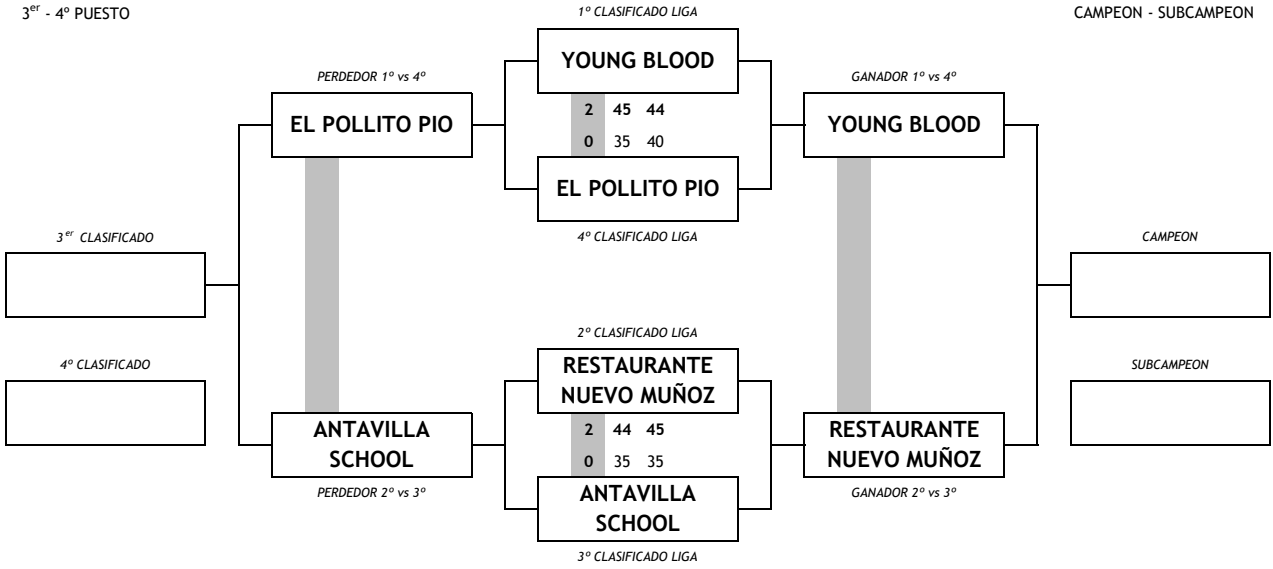 3er - 4º PUESTO
1º CLASIFICADO LIGA
CAMPEON - SUBCAMPEON
YOUNG BLOOD
PERDEDOR 1º vs 4º
GANADOR 1º vs 4º
EL POLLITO PIO
2 45 44
YOUNG BLOOD
0 35 40
EL POLLITO PIO
3er CLASIFICADO
4º CLASIFICADO LIGA
CAMPEON
2º CLASIFICADO LIGA
4º CLASIFICADO
RESTAURANTE
NUEVO MUÑOZ
SUBCAMPEON
ANTAVILLA
SCHOOL
2 44 45
0 35 35
RESTAURANTE
NUEVO MUÑOZ
PERDEDOR 2º vs 3º
ANTAVILLA
SCHOOL
GANADOR 2º vs 3º
3º CLASIFICADO LIGA